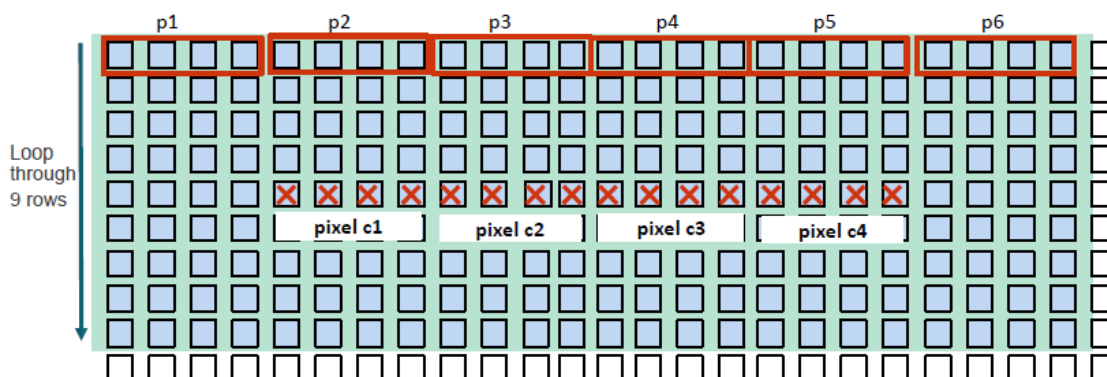 p1 p2 p3 p4 p5 p6
Loop
through
9 rows
pixel c1 pixel c2 pixel c3 pixel c4